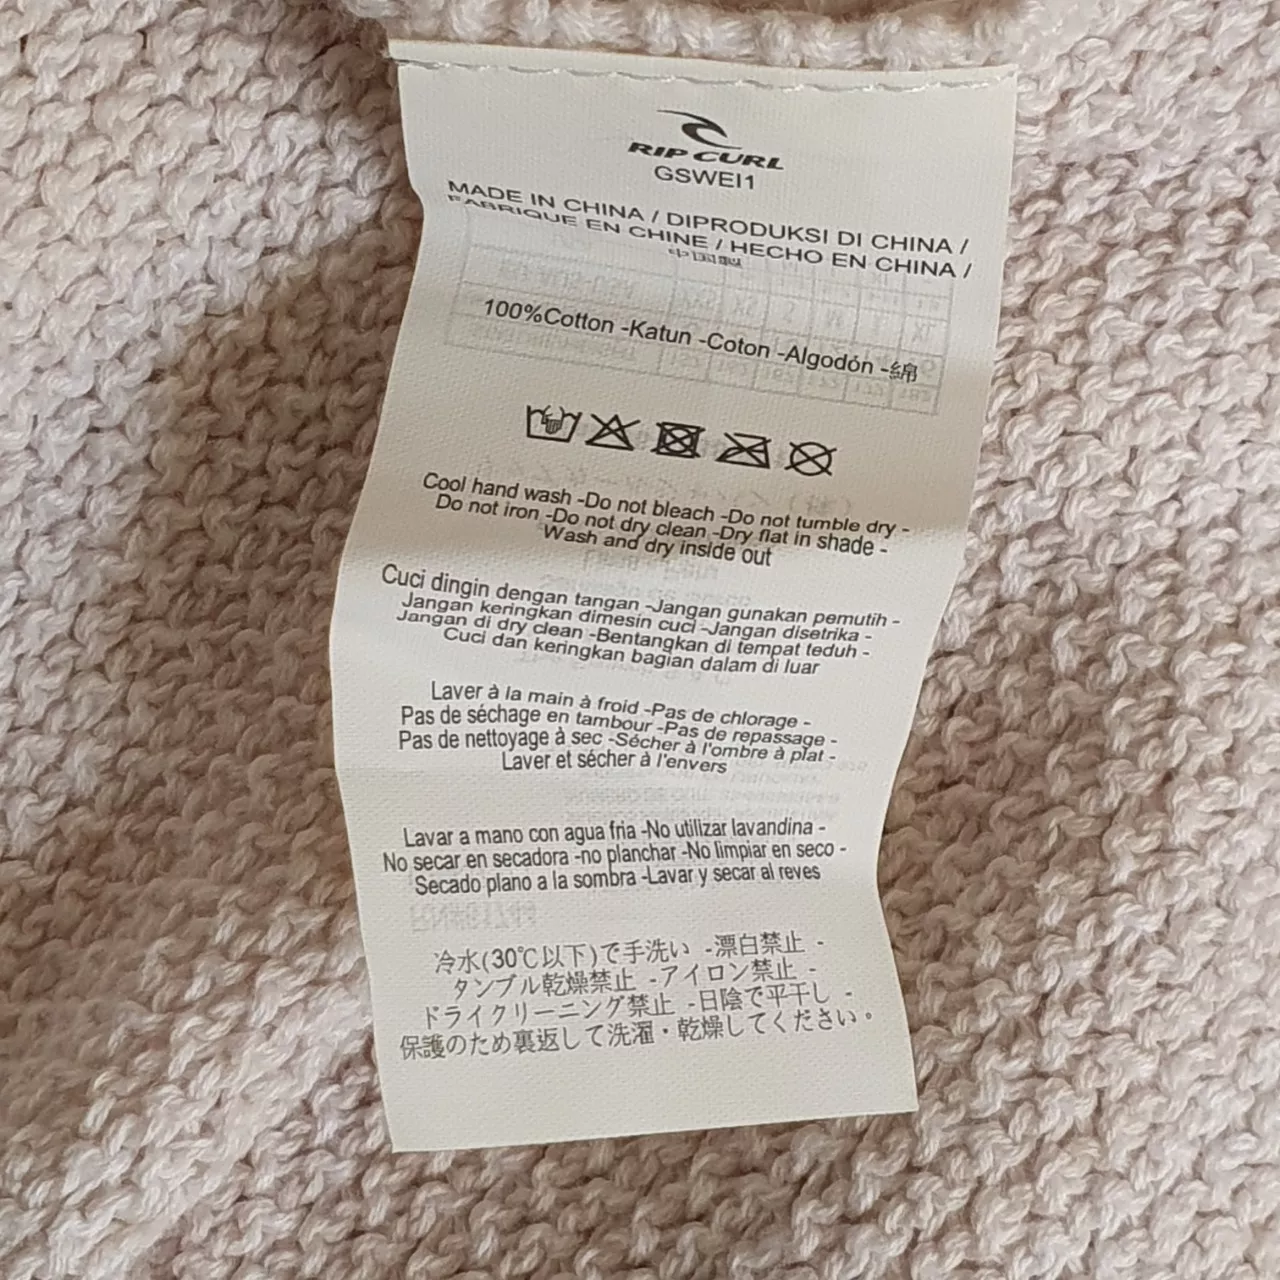 RIP CURL
GSWEI1
MADE IN CHINA / DIPRODUKSI DI CHINA /
FABRIQUE EN CHINE / HECHO EN CHINA /
中国製
100%Cotton -Katun -Coton -Algodón -綿
Cool hand wash -Do not bleach -Do not tumble dry -
Do not iron -Do not dry clean -Dry flat in shade -
Wash and dry inside out
Cuci dingin dengan tangan -Jangan gunakan pemutih -
Jangan keringkan dimesin cuci -Jangan disetrika -
Jangan di dry clean -Bentangkan di tempat teduh -
Cuci dan keringkan bagian dalam di luar
Laver à la main à froid -Pas de chlorage -
Pas de séchage en tambour -Pas de repassage -
Pas de nettoyage à sec -Sécher à l'ombre à plat -
Laver et sécher à l'envers
Lavar a mano con agua fria -No utilizar lavandina -
No secar en secadora -no planchar -No limpiar en seco -
Secado plano a la sombra -Lavar y secar al reves
冷水(30℃以下)で手洗い -漂白禁止 -
タンブル乾燥禁止 -アイロン禁止 -
ドライクリーニング禁止 -日陰で平干し -
保護のため裏返して洗濯・乾燥してください。